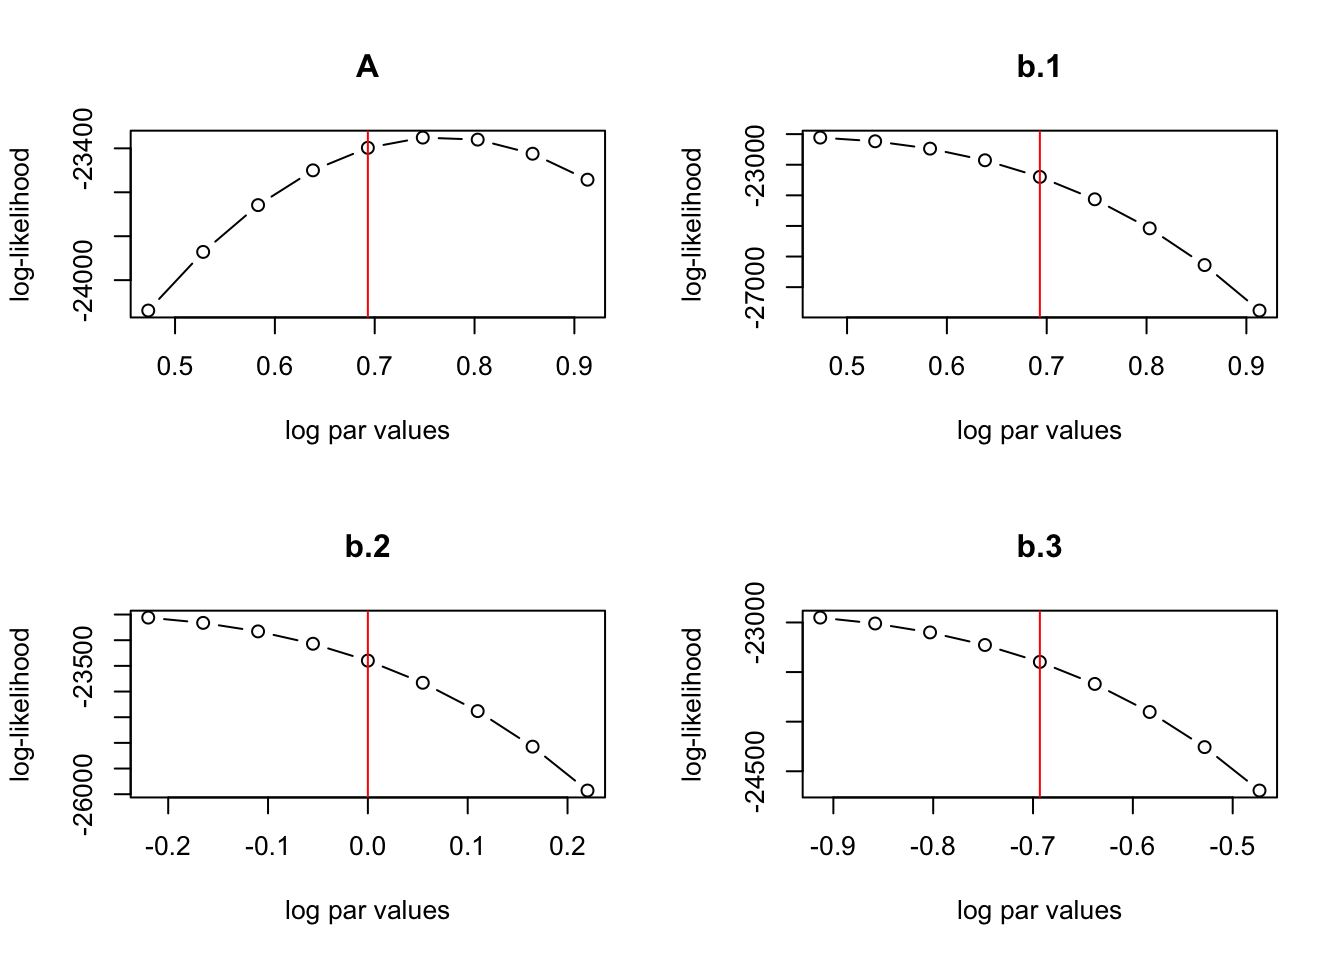 A
log-likelihood
-23400
-24000
0.5 0.6 0.7 0.8 0.9
log par values
b.1
log-likelihood
-23000
-27000
0.5 0.6 0.7 0.8 0.9
log par values
b.2
log-likelihood
-23500
-26000
-0.2 -0.1 0.0 0.1 0.2
log par values
b.3
log-likelihood
-23000
-24500
-0.9 -0.8 -0.7 -0.6 -0.5
log par values